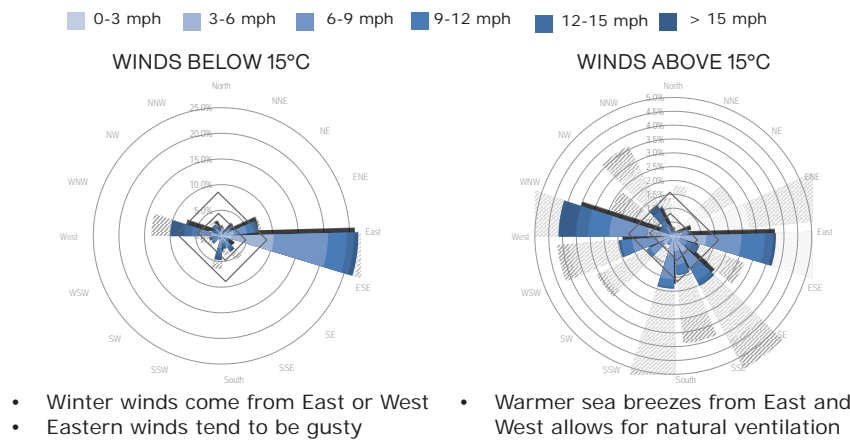 0-3 mph 3-6 mph 6-9 mph 9-12 mph 12-15 mph > 15 mph
WINDS BELOW 15°C
North
NNE
NE
ENE
East
ESE
SE
SSE
South
SSW
SW
WSW
West
WNW
NW
NNW
25.0%
20.0%
15.0%
10.0%
5.0%
WINDS ABOVE 15°C
North
NNE
NE
ENE
East
ESE
SE
SSE
South
SSW
SW
WSW
West
WNW
NW
NNW
5.0%
4.5%
4.0%
3.5%
3.0%
2.5%
2.0%
1.5%
• Winter winds come from East or West
• Eastern winds tend to be gusty
• Warmer sea breezes from East and
West allows for natural ventilation